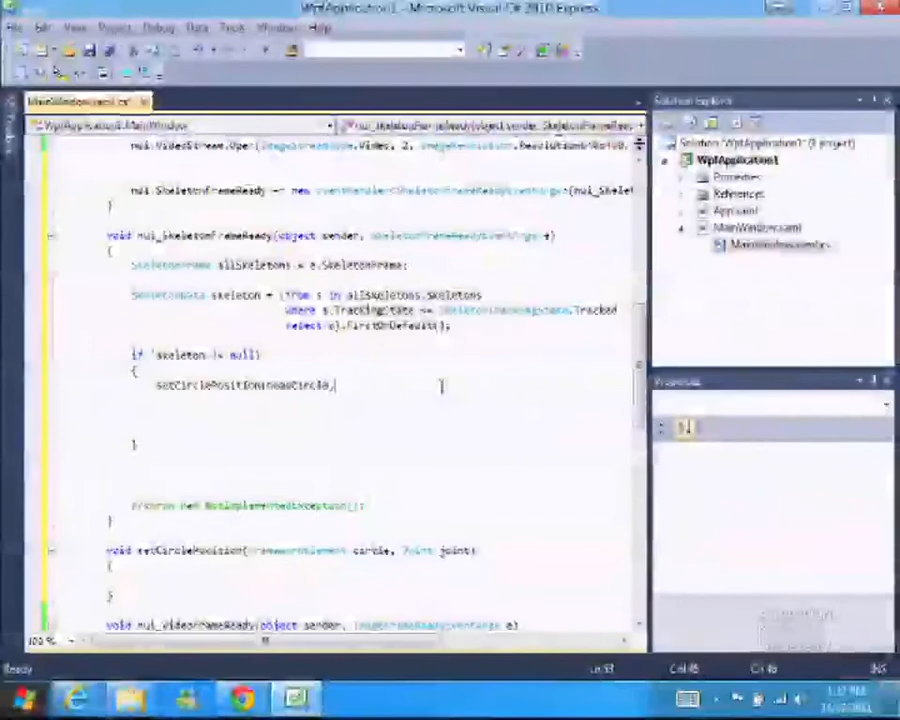 WpfApplication1 - Microsoft Visual C# 2010 Express
File Edit View Project Debug Data Tools Window Help
MainWindow.xaml.cs*
WpfApplication1.MainWindow
nui_SkeletonFrameReady(object sender, SkeletonFrameRea
nui.VideoStream.Open(ImageStreamType.Video, 2, ImageResolution.Resolution640x480,
nui.SkeletonFrameReady += new EventHandler<SkeletonFrameReadyEventArgs>(nui_Skelet
}
void nui_SkeletonFrameReady(object sender, SkeletonFrameReadyEventArgs e)
{
SkeletonFrame allSkeletons = e.SkeletonFrame;
SkeletonData skeleton = (from s in allSkeletons.Skeletons
where s.TrackingState == SkeletonTrackingState.Tracked
select s).FirstOrDefault();
if (skeleton != null)
{
setCirclePosition(headCircle,
}
//throw new NotImplementedException();
}
void setCirclePosition(FrameworkElement circle, Joint joint)
{
}
void nui_VideoFrameReady(object sender, ImageFrameReadyEventArgs e)
100 %
Solution Explorer
Solution 'WpfApplication1' (1 project)
WpfApplication1
Properties
References
App.xaml
MainWindow.xaml
MainWindow.xaml.cs
Properties
Ready
Col 46
Ch 46
INS